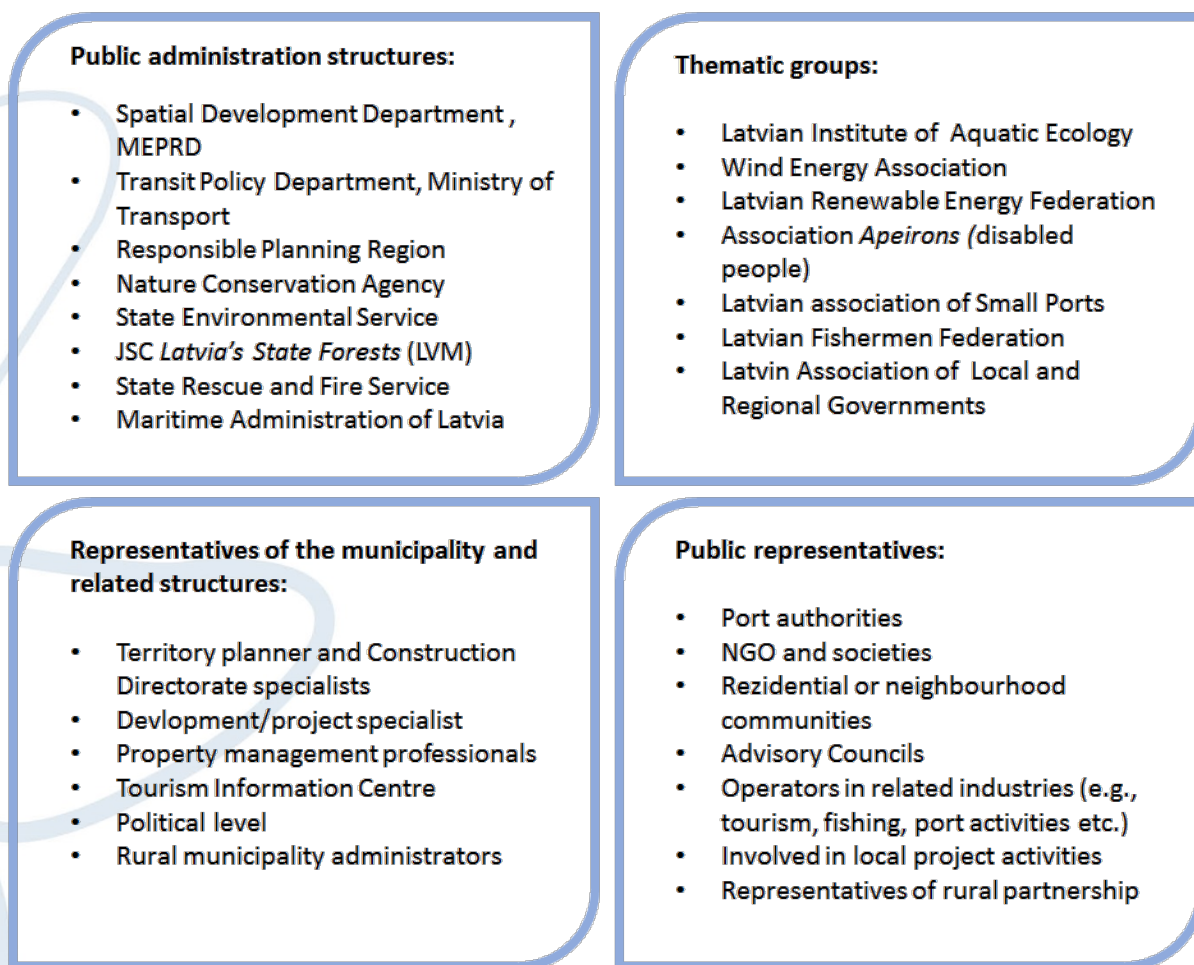 Public administration structures:
• Spatial Development Department ,
MEPRD
• Transit Policy Department, Ministry of
Transport
• Responsible Planning Region
• Nature Conservation Agency
• State Environmental Service
• JSC Latvia's State Forests (LVM)
• State Rescue and Fire Service
• Maritime Administration of Latvia
Thematic groups:
• Latvian Institute of Aquatic Ecology
• Wind Energy Association
• Latvian Renewable Energy Federation
• Association Apeirons (disabled
people)
• Latvian association of Small Ports
• Latvian Fishermen Federation
• Latvin Association of Local and
Regional Governments
Representatives of the municipality and
related structures:
• Territory planner and Construction
Directorate specialists
• Devlopment/project specialist
• Property management professionals
• Tourism Information Centre
• Political level
• Rural municipality administrators
Public representatives:
• Port authorities
• NGO and societies
• Rezidential or neighbourhood
communities
• Advisory Councils
• Operators in related industries (e.g.,
tourism, fishing, port activities etc.)
• Involved in local project activities
• Representatives of rural partnership